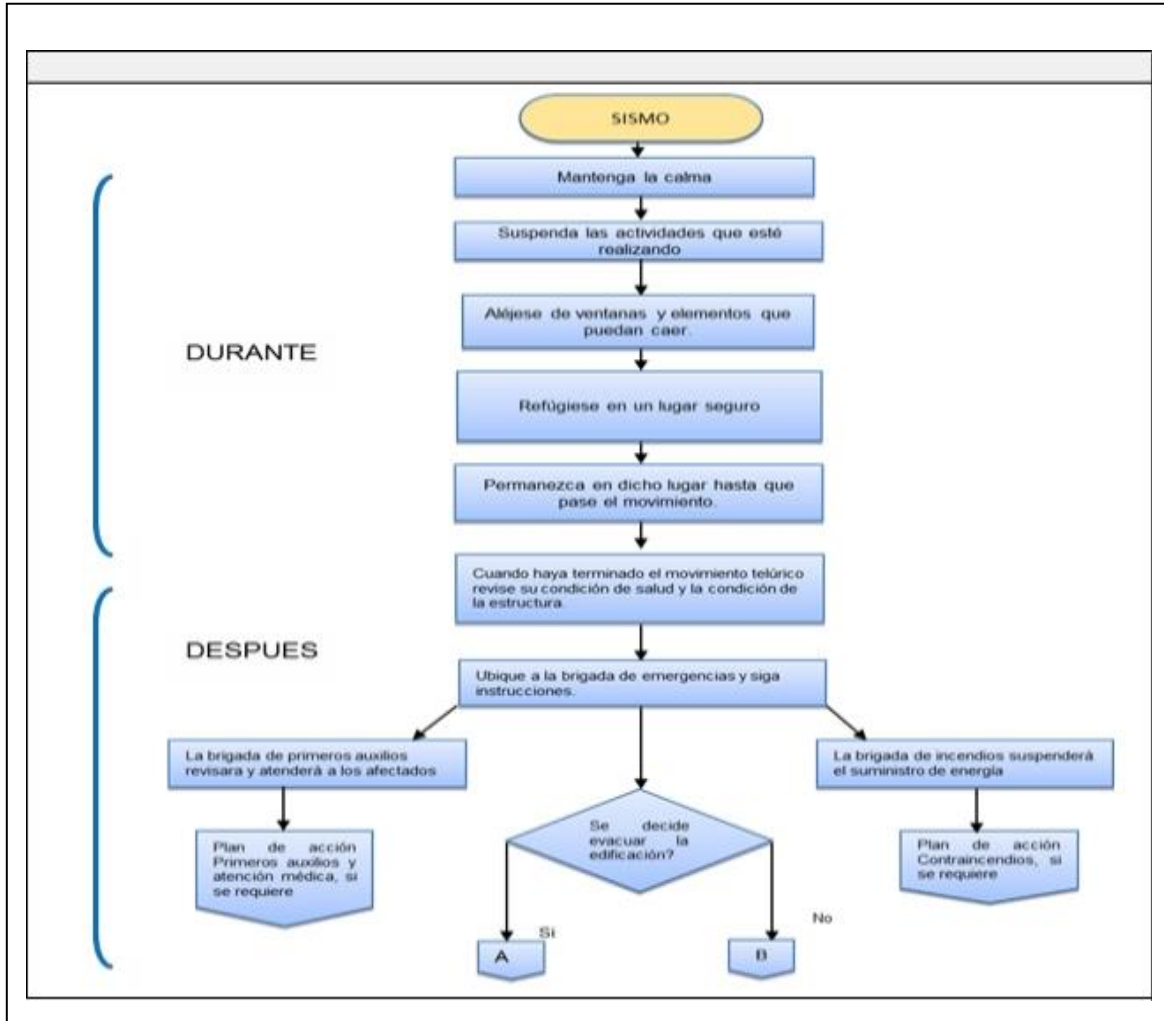 SISMO
Mantenga la calma
Suspenda las actividades que esté
realizando
Aléjese de ventanas y elementos que
puedan caer.
DURANTE
Refúgiese en un lugar seguro
Permanezca en dicho lugar hasta que
pase el movimiento.
Cuando haya terminado el movimiento telúrico
revise su condición de salud y la condición de
la estructura.
DESPUES
Ubique a la brigada de emergencias y siga
instrucciones.
La brigada de primeros auxilios
revisara y atenderá a los afectados
La brigada de incendios suspenderá
el suministro de energía
Se decide
evacuar la
edificación?
Plan de acción
Primeros auxilios y
atención médica, si
se requiere
Plan de acción
Contraincendios, si
se requiere
Si
No
A
B